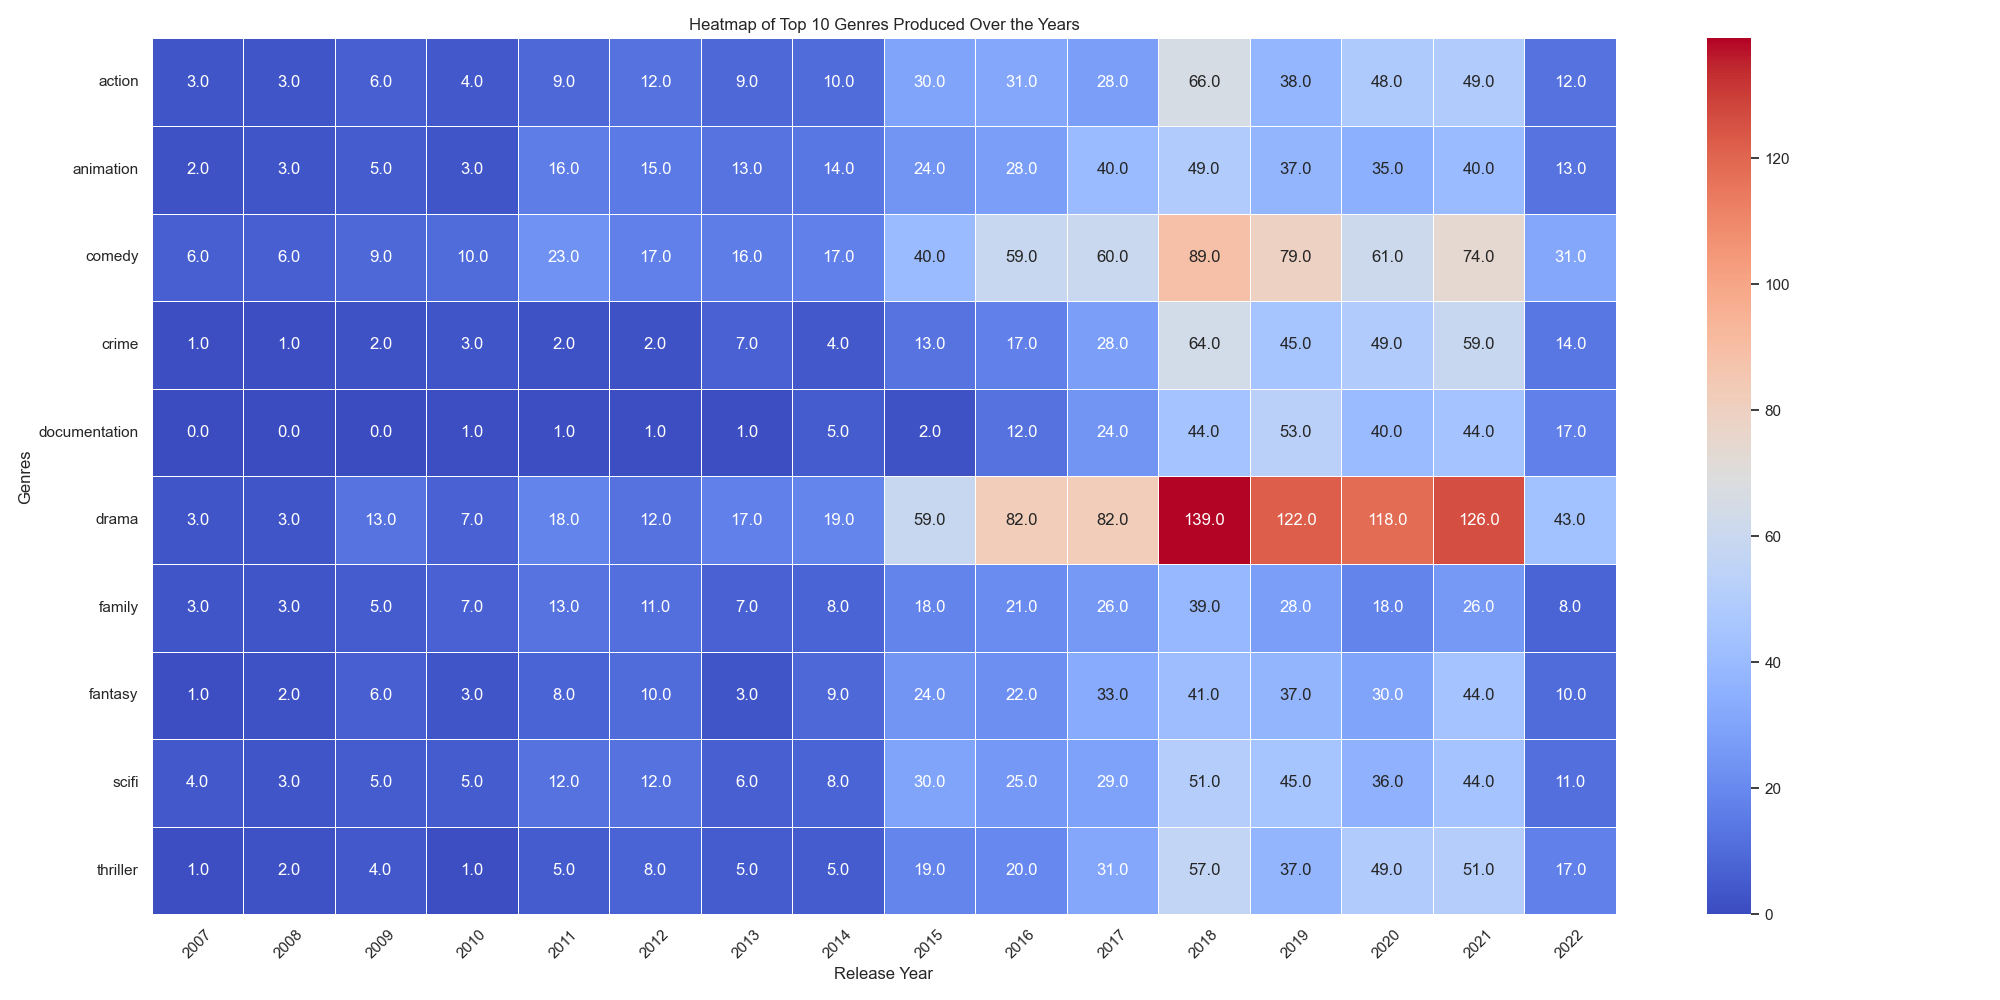 Heatmap of Top 10 Genres Produced Over the Years
Genres
action 3.0 3.0 6.0 4.0 9.0 12.0 9.0 10.0 30.0 31.0 28.0 66.0 38.0 48.0 49.0 12.0
animation 2.0 3.0 5.0 3.0 16.0 15.0 13.0 14.0 24.0 28.0 40.0 49.0 37.0 35.0 40.0 13.0
comedy 6.0 6.0 9.0 10.0 23.0 17.0 16.0 17.0 40.0 59.0 60.0 89.0 79.0 61.0 74.0 31.0
crime 1.0 1.0 2.0 3.0 2.0 2.0 7.0 4.0 13.0 17.0 28.0 64.0 45.0 49.0 59.0 14.0
documentation 0.0 0.0 0.0 1.0 1.0 1.0 1.0 5.0 2.0 12.0 24.0 44.0 53.0 40.0 44.0 17.0
drama 3.0 3.0 13.0 7.0 18.0 12.0 17.0 19.0 59.0 82.0 82.0 139.0 122.0 118.0 126.0 43.0
family 3.0 3.0 5.0 7.0 13.0 11.0 7.0 8.0 18.0 21.0 26.0 39.0 28.0 18.0 26.0 8.0
fantasy 1.0 2.0 6.0 3.0 8.0 10.0 3.0 9.0 24.0 22.0 33.0 41.0 37.0 30.0 44.0 10.0
scifi 4.0 3.0 5.0 5.0 12.0 12.0 6.0 8.0 30.0 25.0 29.0 51.0 45.0 36.0 44.0 11.0
thriller 1.0 2.0 4.0 1.0 5.0 8.0 5.0 5.0 19.0 20.0 31.0 57.0 37.0 49.0 51.0 17.0
2007 2008 2009 2010 2011 2012 2013 2014 2015 2016 2017 2018 2019 2020 2021 2022
Release Year
120
100
80
60
40
20
0